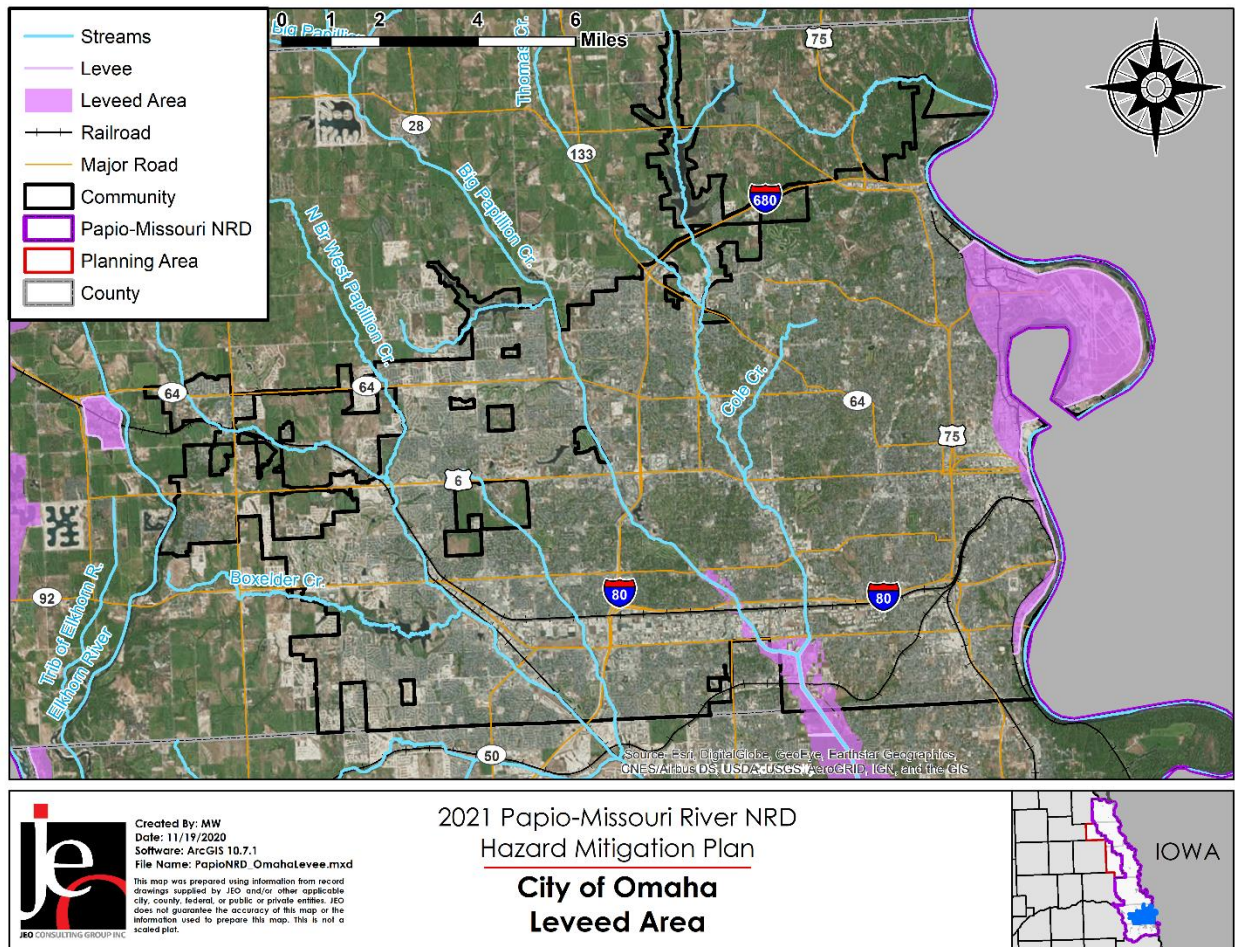 Streams
Levee
Leveed Area
Railroad
Major Road
Community
Papio-Missouri NRD
Planning Area
County
0 1 2 4 6
Miles
Big Papillion
Thomas Cr.
75
28
133
680
Big Papillion Cr.
N Br West Papillion Cr.
64
64
Cole Cr.
64
75
6
Boxelder Cr.
92
Trib of Elkhorn R.
Elkhorn River
80
80
50
Source: Esri, DigitalGlobe, GeoEye, Earthstar Geographics,
CNES/Airbus DS, USDA, USGS, AeroGRID, IGN, and the GIS
je
JEO CONSULTING GROUP INC
Created By: MW
Date: 11/19/2020
Software: ArcGIS 10.7.1
File Name: PapioNRD_OmahaLevee.mxd
This map was prepared using information from record
drawings supplied by JEO and/or other applicable
city, county, federal, or public or private entities. JEO
does not guarantee the accuracy of this map or the
information used to prepare this map. This is not a
scaled plat.
2021 Papio-Missouri River NRD
Hazard Mitigation Plan
City of Omaha
Leveed Area
IOWA